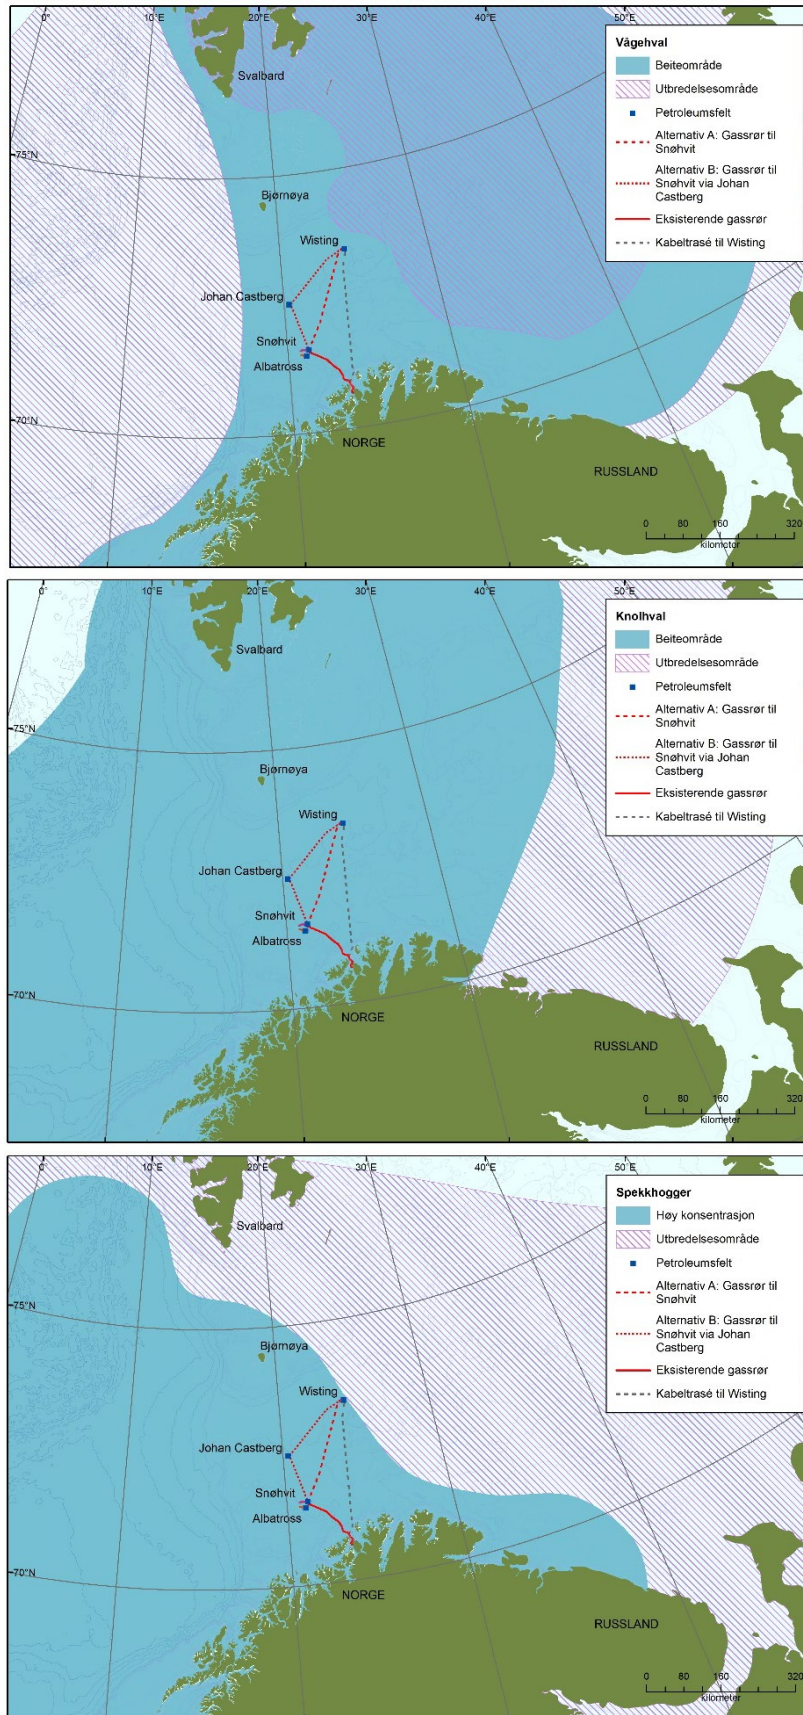 0°
10°E
20°E
30°E
40°E
50°E
Svalbard
75°N
Bjørnøya
Wisting
Johan Castberg
Snøhvit
Albatross
70°N
NORGE
RUSSLAND
Vågehval
Beiteområde
Utbredelsesområde
Petroleumsfelt
Alternativ A: Gassrør til
Snøhvit
Alternativ B: Gassrør til
Snøhvit via Johan
Castberg
Eksisterende gassrør
Kabeltrasé til Wisting
0 80 160 320
kilometer
0°
10°E
20°E
30°E
40°E
50°E
Svalbard
75°N
Bjørnøya
Wisting
Johan Castberg
Snøhvit
Albatross
70°N
NORGE
RUSSLAND
Knolhval
Beiteområde
Utbredelsesområde
Petroleumsfelt
Alternativ A: Gassrør til
Snøhvit
Alternativ B: Gassrør til
Snøhvit via Johan
Castberg
Eksisterende gassrør
Kabeltrasé til Wisting
0 80 160 320
kilometer
0°
10°E
20°E
30°E
40°E
50°E
Svalbard
75°N
Bjørnøya
Wisting
Johan Castberg
Snøhvit
Albatross
70°N
NORGE
RUSSLAND
Spekkhogger
Høy konsentrasjon
Utbredelsesområde
Petroleumsfelt
Alternativ A: Gassrør til
Snøhvit
Alternativ B: Gassrør til
Snøhvit via Johan
Castberg
Eksisterende gassrør
Kabeltrasé til Wisting
0 80 160 320
kilometer